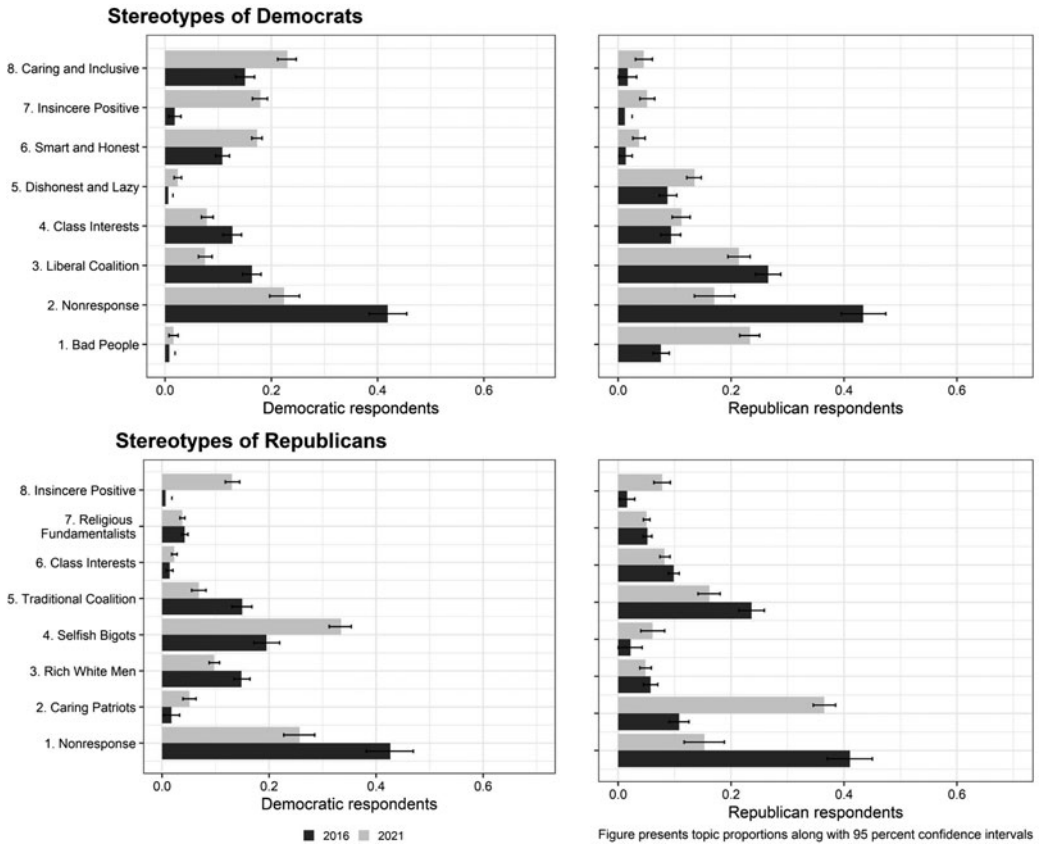 Stereotypes of Democrats
8. Caring and Inclusive
7. Insincere Positive
6. Smart and Honest
5. Dishonest and Lazy
4. Class Interests
3. Liberal Coalition
2. Nonresponse
1. Bad People
0.0 0.2 0.4 0.6
Democratic respondents
0.0 0.2 0.4 0.6
Republican respondents
Stereotypes of Republicans
8. Insincere Positive
7. Religious
Fundamentalists
6. Class Interests
5. Traditional Coalition
4. Selfish Bigots
3. Rich White Men
2. Caring Patriots
1. Nonresponse
0.0 0.2 0.4 0.6
Democratic respondents
0.0 0.2 0.4 0.6
Republican respondents
2016 2021
Figure presents topic proportions along with 95 percent confidence intervals